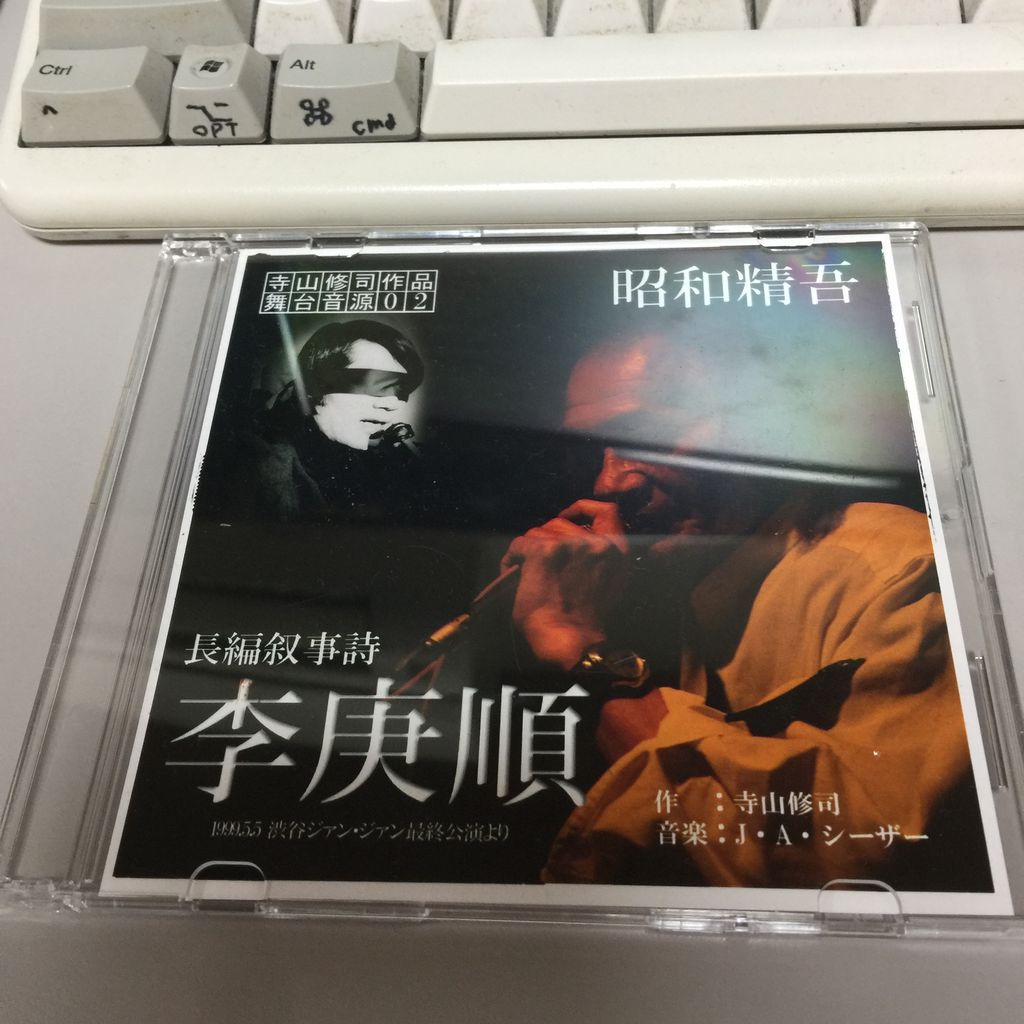 Ctrl
Alt
^
OPT
⌘ cmd
寺山修司作品
舞台音源02
昭和精吾
長編叙事詩
李庚順
1999.5.5 渋谷ジァン・ジァン最終公演より
作 :寺山修司
音楽:J・A・シーザー